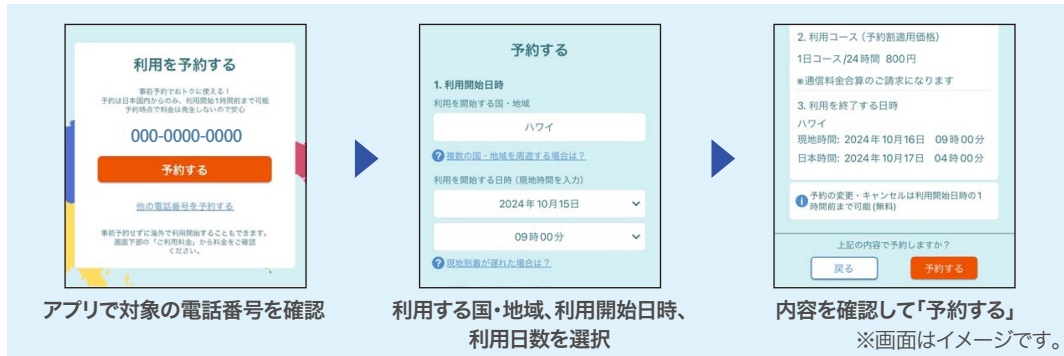 利用を予約する
事前予約でおトクに使える！
予約は日本国内からのみ、利用開始1時間前まで可能
予約時点で料金は発生しないので安心
000-0000-0000
予約する
他の電話番号を予約する
事前予約せずに海外で利用開始することもできます。
画面下部の「ご利用料金」から料金をご確認
ください。
アプリで対象の電話番号を確認
予約する
1. 利用開始日時
利用を開始する国・地域
ハワイ
? 複数の国・地域を周遊する場合は？
利用を開始する日時（現地時間を入力）
2024年10月15日
09時00分
? 現地到着が遅れた場合は？
利用する国・地域、利用開始日時、
利用日数を選択
2. 利用コース（予約割適用価格）
1日コース/24時間 800円
※通信料金合算のご請求になります
3. 利用を終了する日時
ハワイ
現地時間: 2024年10月16日 09時00分
日本時間: 2024年10月17日 04時00分
i 予約の変更・キャンセルは利用開始日時の1
時間前まで可能(無料)
上記の内容で予約しますか？
戻る 予約する
内容を確認して「予約する」
※画面はイメージです。